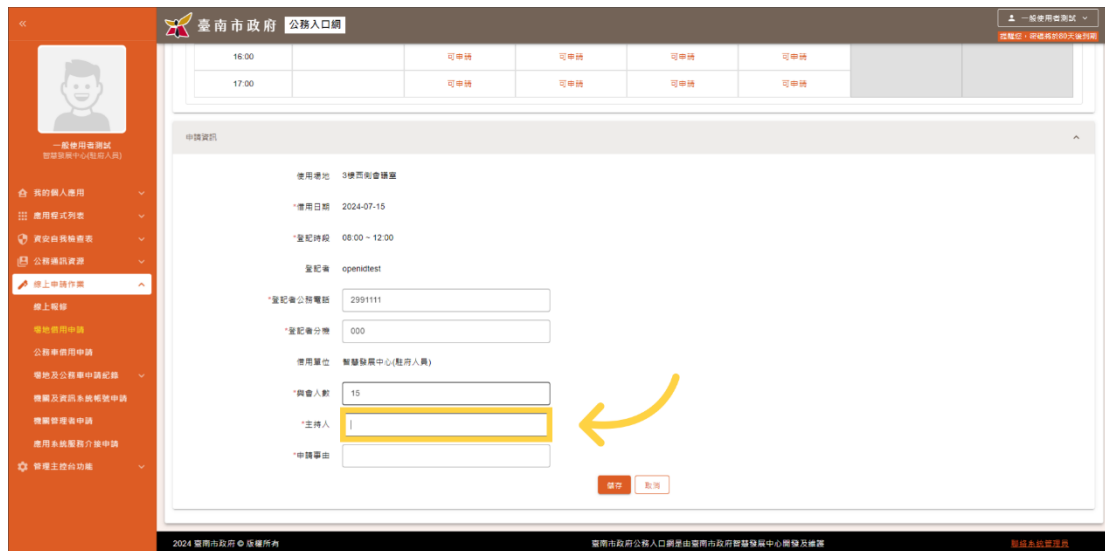 «
臺南市政府 公務入口網
一般使用者測試
提醒您，密碼將於60天後到期
一般使用者測試
智慧發展中心(駐府人員)
我的個人應用
應用程式列表
資安自我檢查表
公務通訊資源
線上申請作業
線上報修
場地借用申請
公務車借用申請
場地及公務車申請紀錄
機關及資訊系統帳號申請
機關管理者申請
應用系統服務介接申請
管理主控台功能
16:00 可申請 可申請 可申請 可申請
17:00 可申請 可申請 可申請 可申請
申請資訊
使用場地 3樓西側會議室
*借用日期 2024-07-15
*登記時段 08:00 ~ 12:00
登記者 openidtest
*登記者公務電話 2991111
*登記者分機 000
借用單位 智慧發展中心(駐府人員)
*與會人數 15
*主持人
*申請事由
儲存 取消
2024 臺南市政府 © 版權所有 臺南市政府公務入口網是由臺南市政府智慧發展中心開發及維護 聯絡系統管理員